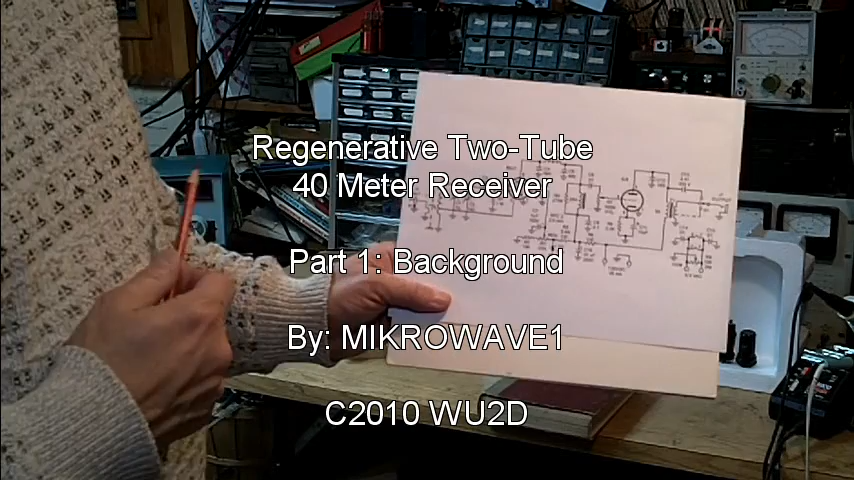 Regenerative Two-Tube
40 Meter Receiver
Part 1: Background
By: MIKROWAVE1
C2010 WU2D